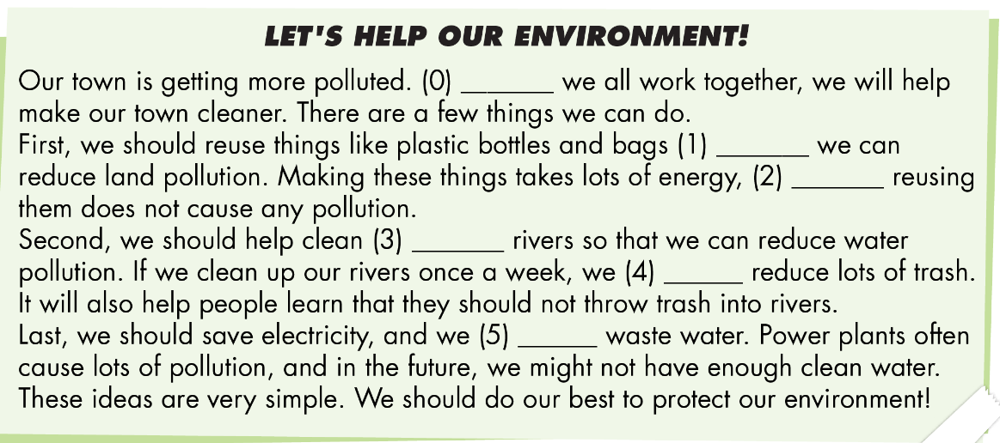 LET'S HELP OUR ENVIRONMENT!
Our town is getting more polluted. (0) _______ we all work together, we will help
make our town cleaner. There are a few things we can do.
First, we should reuse things like plastic bottles and bags (1) _______ we can
reduce land pollution. Making these things takes lots of energy, (2) _______ reusing
them does not cause any pollution.
Second, we should help clean (3) _______ rivers so that we can reduce water
pollution. If we clean up our rivers once a week, we (4) ______ reduce lots of trash.
It will also help people learn that they should not throw trash into rivers.
Last, we should save electricity, and we (5) ______ waste water. Power plants often
cause lots of pollution, and in the future, we might not have enough clean water.
These ideas are very simple. We should do our best to protect our environment!